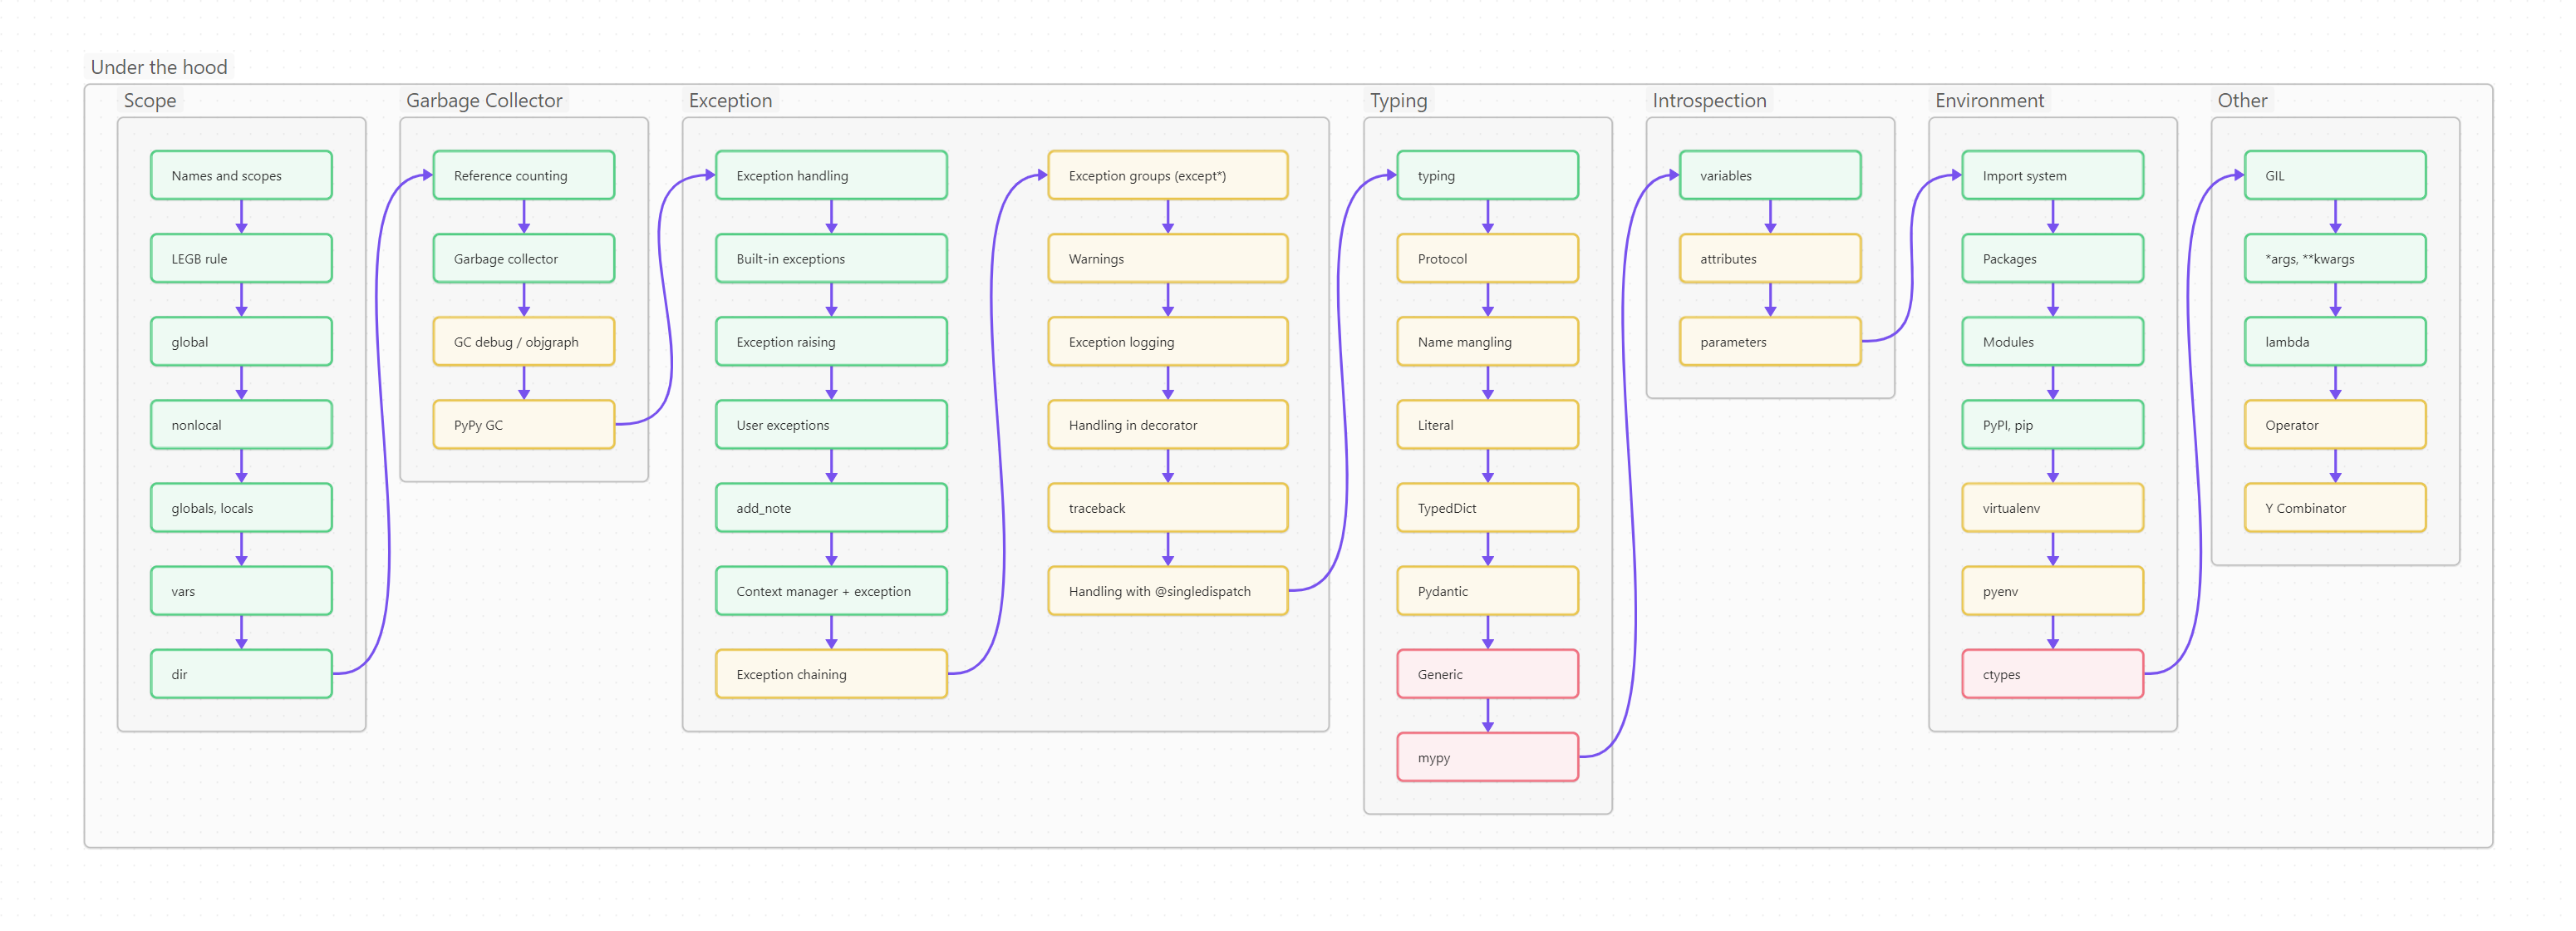 Under the hood
Scope
Names and scopes
LEGB rule
global
nonlocal
globals, locals
vars
dir
Garbage Collector
Reference counting
Garbage collector
GC debug / objgraph
PyPy GC
Exception
Exception handling
Built-in exceptions
Exception raising
User exceptions
add_note
Context manager + exception
Exception chaining
Exception groups (except*)
Warnings
Exception logging
Handling in decorator
traceback
Handling with @singledispatch
Typing
typing
Protocol
Name mangling
Literal
TypedDict
Pydantic
Generic
mypy
Introspection
variables
attributes
parameters
Environment
Import system
Packages
Modules
PyPI, pip
virtualenv
pyenv
ctypes
Other
GIL
*args, **kwargs
lambda
Operator
Y Combinator